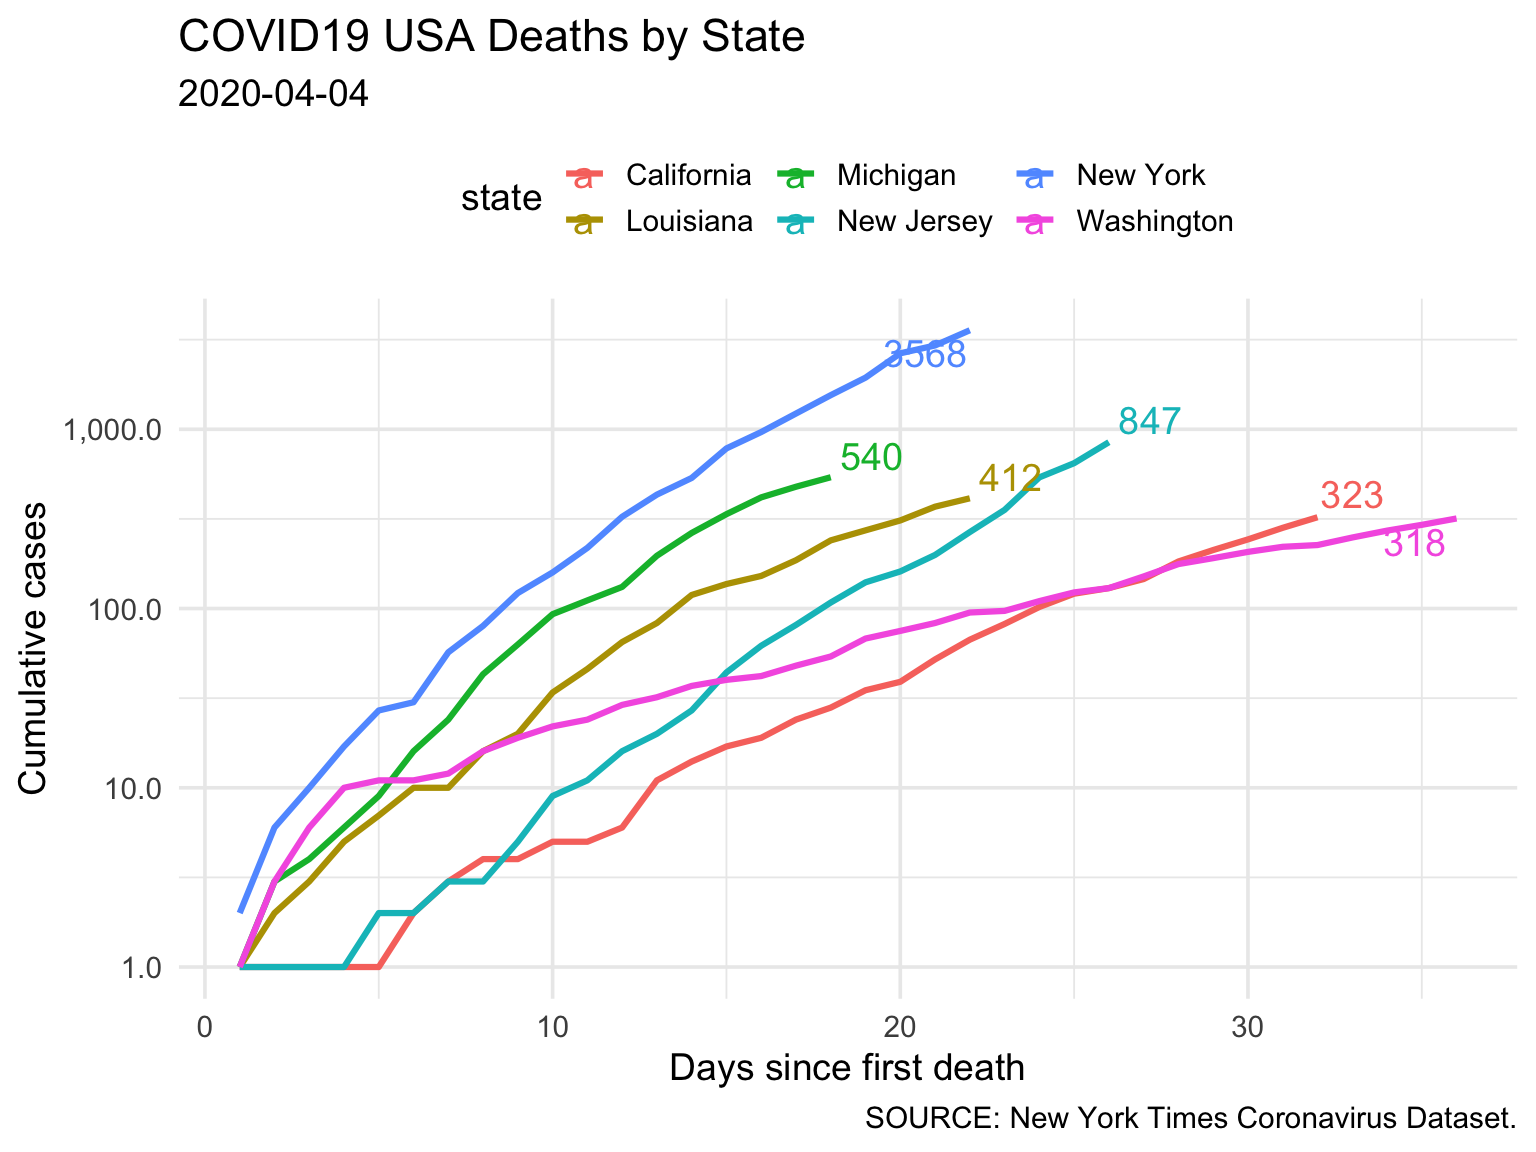 COVID19 USA Deaths by State
2020-04-04
state
a California a Michigan a New York
a Louisiana a New Jersey a Washington
3568
1,000.0
847
540
412
323
318
100.0
10.0
1.0
Cumulative cases
0 10 20 30
Days since first death
SOURCE: New York Times Coronavirus Dataset.